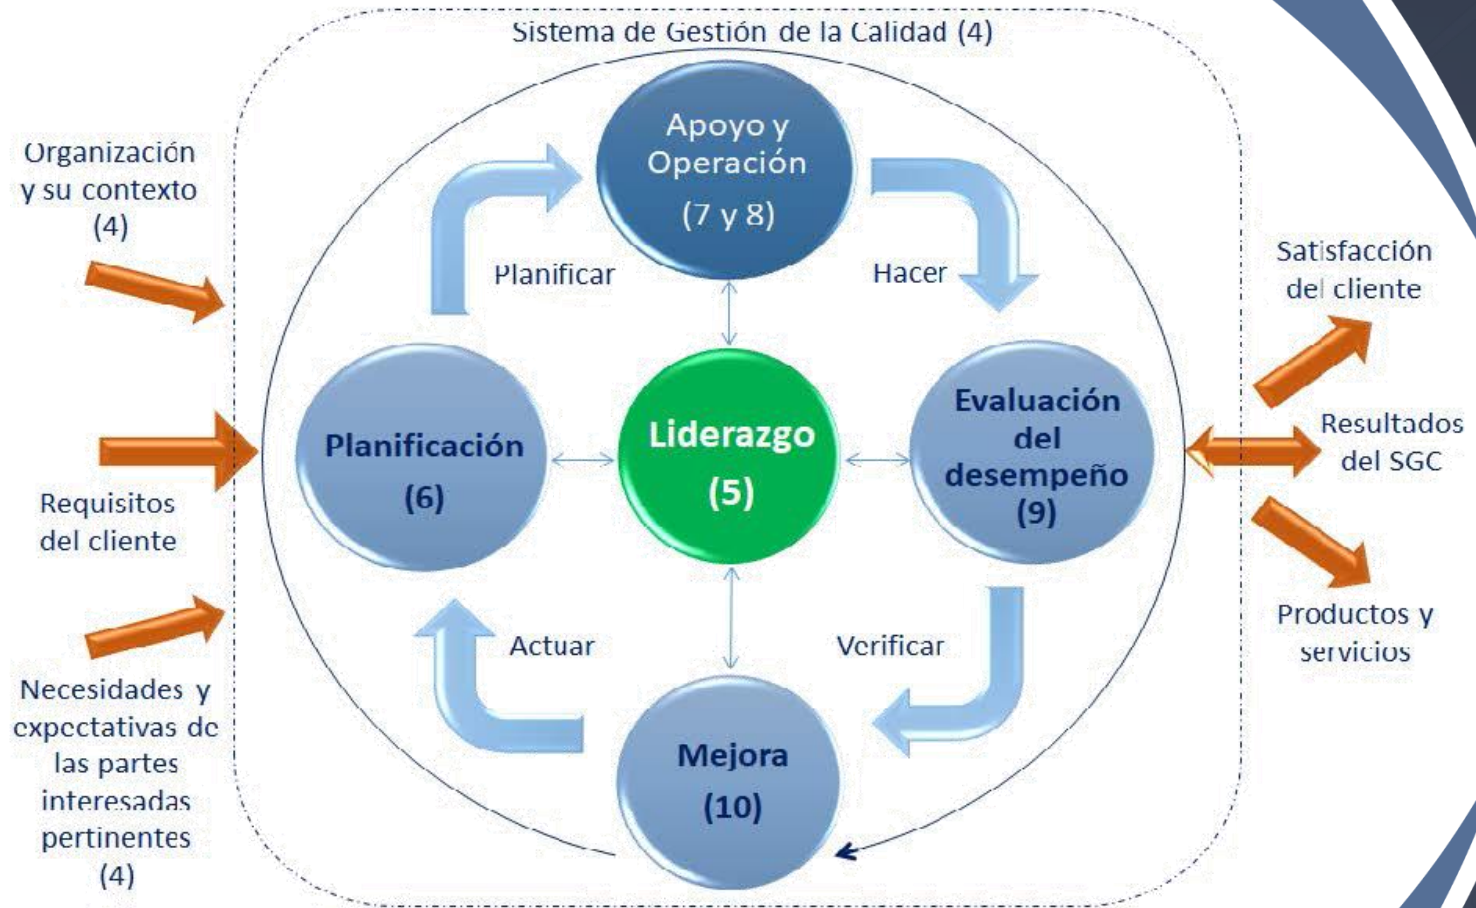 Sistema de Gestión de la Calidad (4)
Organización
y su contexto
(4)
Requisitos
del cliente
Necesidades y
expectativas de
las partes
interesadas
pertinentes
(4)
Apoyo y
Operación
(7 y 8)
Planificar
Hacer
Planificación
(6)
Liderazgo
(5)
Evaluación
del
desempeño
(9)
Actuar
Verificar
Mejora
(10)
Satisfacción
del cliente
Resultados
del SGC
Productos y
servicios